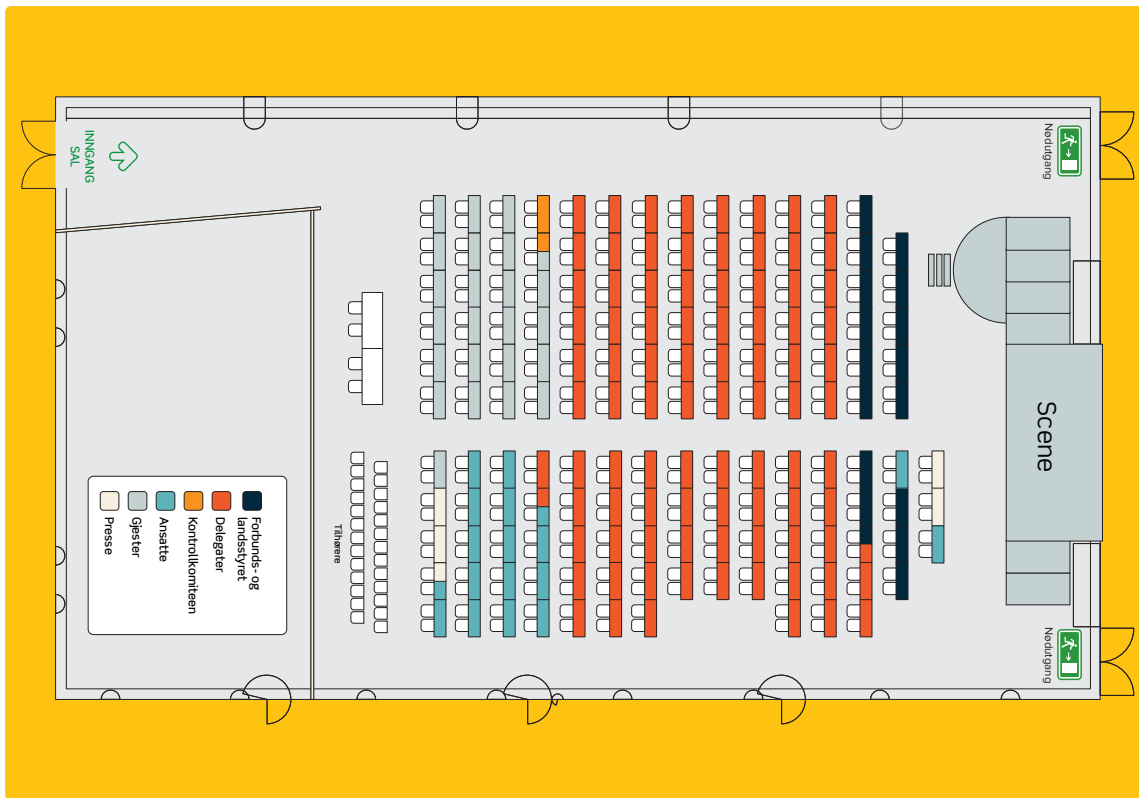 INNGANG
SAL
Nødutgang
Scene
Nødutgang
Tilhørere
Forbunds- og
landsstyret
Delegater
Kontrollkomiteen
Ansatte
Gjester
Presse